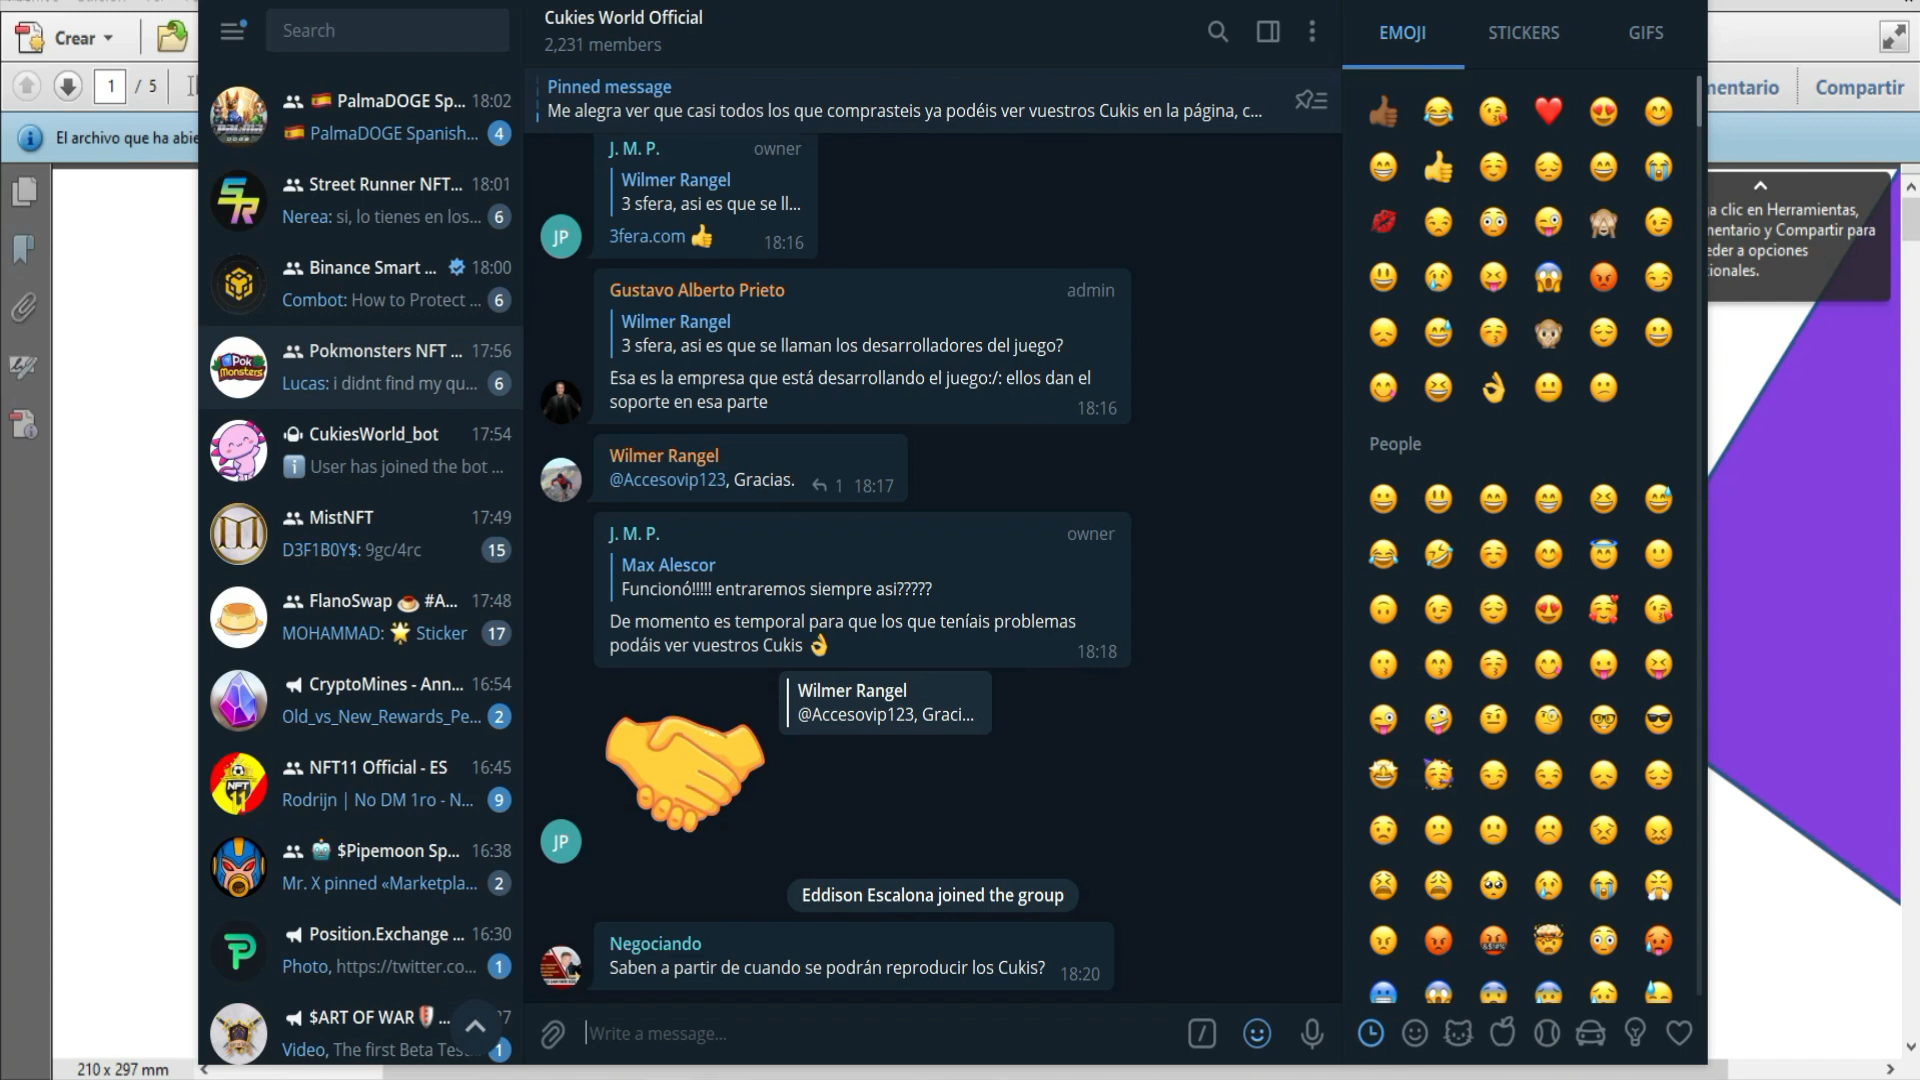 Crear
1 / 5
El archivo que ha abie
Search
PalmaDOGE Sp... 18:02
PalmaDOGE Spanish... 4
Street Runner NFT... 18:01
Nerea: si, lo tienes en los... 6
Binance Smart ... 18:00
Combot: How to Protect ... 6
Pokmonsters NFT ... 17:56
Lucas: i didnt find my qu... 6
CukiesWorld_bot 17:54
User has joined the bot ...
MistNFT 17:49
D3F1B0Y$: 9gc/4rc 15
FlanoSwap #A... 17:48
MOHAMMAD: Sticker 17
CryptoMines - Ann... 16:54
Old_vs_New_Rewards_Pe... 2
NFT11 Official - ES 16:45
Rodrijn | No DM 1ro - N... 9
$Pipemoon Sp... 16:38
Mr. X pinned «Marketpla... 2
Position.Exchange ... 16:30
Photo, https://twitter.co... 1
$ART OF WAR ... 
Video, The first Beta Tes... 1
210 x 297 mm
Cukies World Official
2,231 members
Pinned message
Me alegra ver que casi todos los que comprasteis ya podéis ver vuestros Cukis en la página, c...
J. M. P. owner
Wilmer Rangel
3 sfera, asi es que se ll...
3fera.com 👍 18:16
JP
Gustavo Alberto Prieto admin
Wilmer Rangel
3 sfera, asi es que se llaman los desarrolladores del juego?
Esa es la empresa que está desarrollando el juego:/: ellos dan el
soporte en esa parte 18:16
Wilmer Rangel
@Accesovip123, Gracias. 1 18:17
J. M. P. owner
Max Alescor
Funcionó!!!!! entraremos siempre asi?????
De momento es temporal para que los que teníais problemas
podáis ver vuestros Cukis 👌 18:18
Wilmer Rangel
@Accesovip123, Graci...
JP
Eddison Escalona joined the group
Negociando
Saben a partir de cuando se podrán reproducir los Cukis? 18:20
Write a message...
EMOJI STICKERS GIFS
People
mentario Compartir
a clic en Herramientas,
mentario y Compartir para
eder a opciones
ionales.